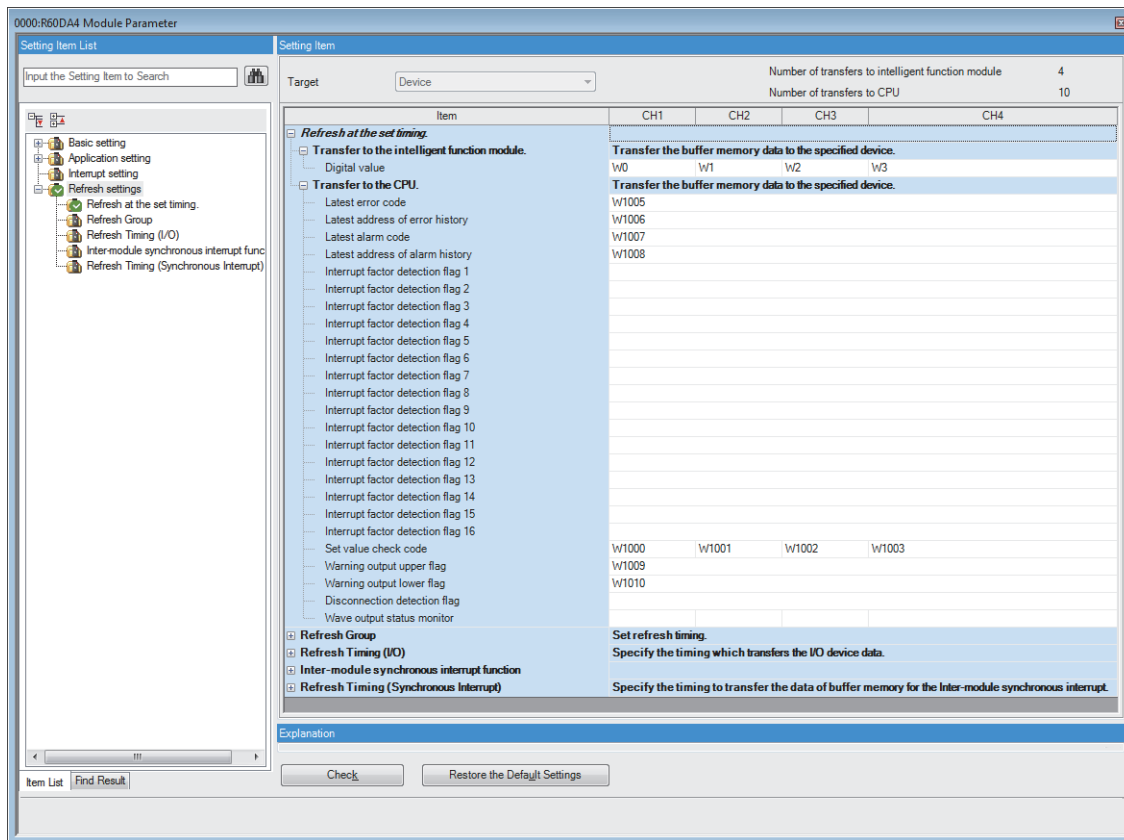 0000:R60DA4 Module Parameter
Setting Item List
Input the Setting Item to Search
Basic setting
Application setting
Interrupt setting
Refresh settings
Refresh at the set timing.
Refresh Group
Refresh Timing (I/O)
Inter-module synchronous interrupt func
Refresh Timing (Synchronous Interrupt)
Item List Find Result
Setting Item
Target Device
Number of transfers to intelligent function module 4
Number of transfers to CPU 10
Item CH1 CH2 CH3 CH4
Refresh at the set timing.
Transfer to the intelligent function module. Transfer the buffer memory data to the specified device.
Digital value W0 W1 W2 W3
Transfer to the CPU. Transfer the buffer memory data to the specified device.
Latest error code W1005
Latest address of error history W1006
Latest alarm code W1007
Latest address of alarm history W1008
Interrupt factor detection flag 1
Interrupt factor detection flag 2
Interrupt factor detection flag 3
Interrupt factor detection flag 4
Interrupt factor detection flag 5
Interrupt factor detection flag 6
Interrupt factor detection flag 7
Interrupt factor detection flag 8
Interrupt factor detection flag 9
Interrupt factor detection flag 10
Interrupt factor detection flag 11
Interrupt factor detection flag 12
Interrupt factor detection flag 13
Interrupt factor detection flag 14
Interrupt factor detection flag 15
Interrupt factor detection flag 16
Set value check code W1000 W1001 W1002 W1003
Warning output upper flag W1009
Warning output lower flag W1010
Disconnection detection flag
Wave output status monitor
Refresh Group Set refresh timing.
Refresh Timing (I/O) Specify the timing which transfers the I/O device data.
Inter-module synchronous interrupt function
Refresh Timing (Synchronous Interrupt) Specify the timing to transfer the data of buffer memory for the Inter-module synchronous interrupt.
Explanation
Check Restore the Default Settings